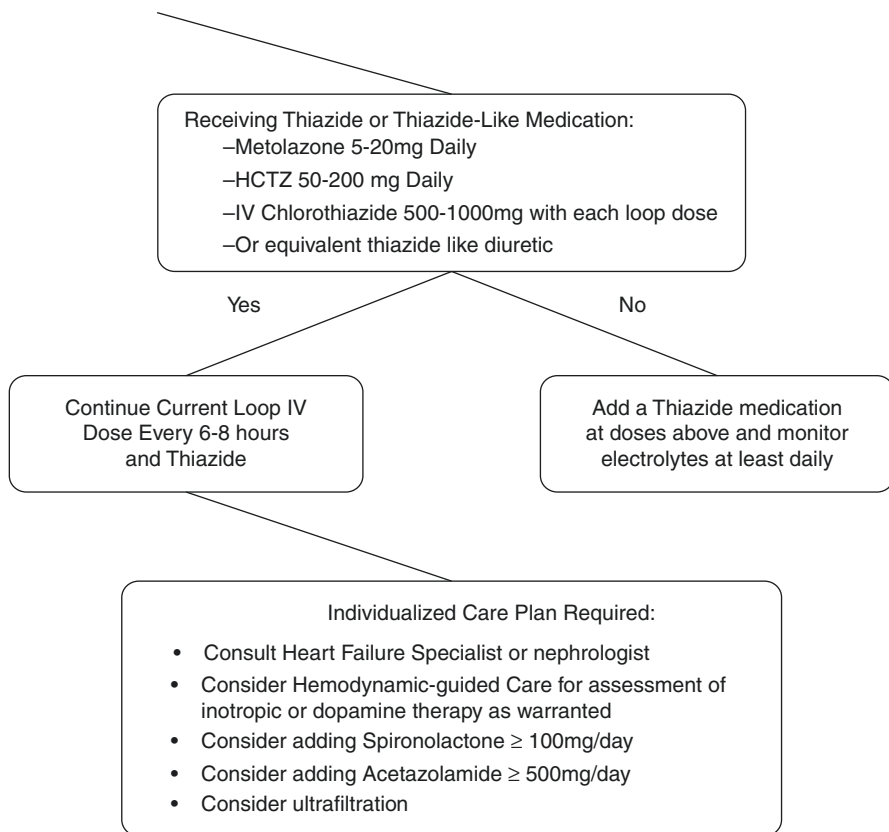 Receiving Thiazide or Thiazide-Like Medication:
–Metolazone 5-20mg Daily
–HCTZ 50-200 mg Daily
–IV Chlorothiazide 500-1000mg with each loop dose
–Or equivalent thiazide like diuretic
Yes
No
Continue Current Loop IV
Dose Every 6-8 hours
and Thiazide
Add a Thiazide medication
at doses above and monitor
electrolytes at least daily
Individualized Care Plan Required:
• Consult Heart Failure Specialist or nephrologist
• Consider Hemodynamic-guided Care for assessment of
inotropic or dopamine therapy as warranted
• Consider adding Spironolactone ≥ 100mg/day
• Consider adding Acetazolamide ≥ 500mg/day
• Consider ultrafiltration